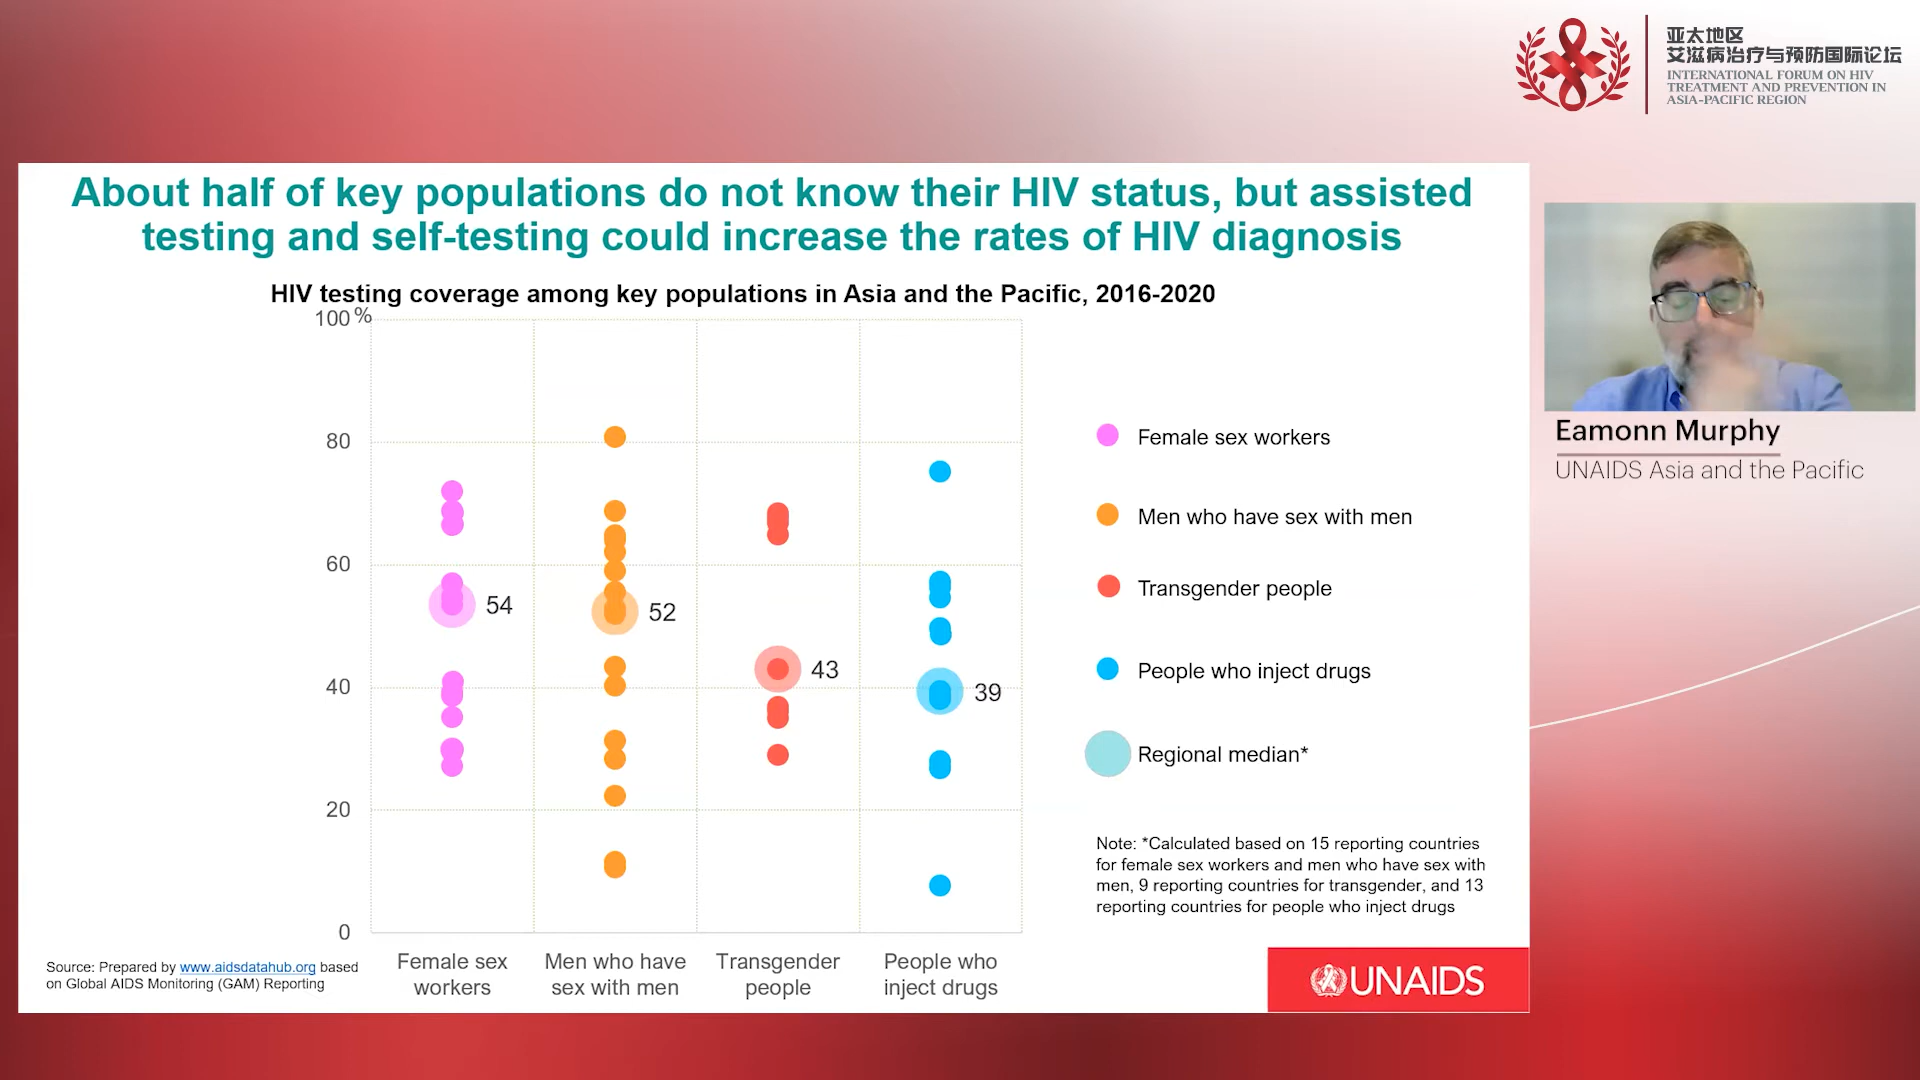 亚太地区
艾滋病治疗与预防国际论坛
INTERNATIONAL FORUM ON HIV
TREATMENT AND PREVENTION IN
ASIA-PACIFIC REGION
About half of key populations do not know their HIV status, but assisted
testing and self-testing could increase the rates of HIV diagnosis
HIV testing coverage among key populations in Asia and the Pacific, 2016-2020
100 %
80
60
40
20
0
54
52
43
39
Female sex
workers
Men who have
sex with men
Transgender
people
People who
inject drugs
Female sex workers
Men who have sex with men
Transgender people
People who inject drugs
Regional median*
Note: *Calculated based on 15 reporting countries
for female sex workers and men who have sex with
men, 9 reporting countries for transgender, and 13
reporting countries for people who inject drugs
Source: Prepared by www.aidsdatahub.org based
on Global AIDS Monitoring (GAM) Reporting
UNAIDS
Eamonn Murphy
UNAIDS Asia and the Pacific